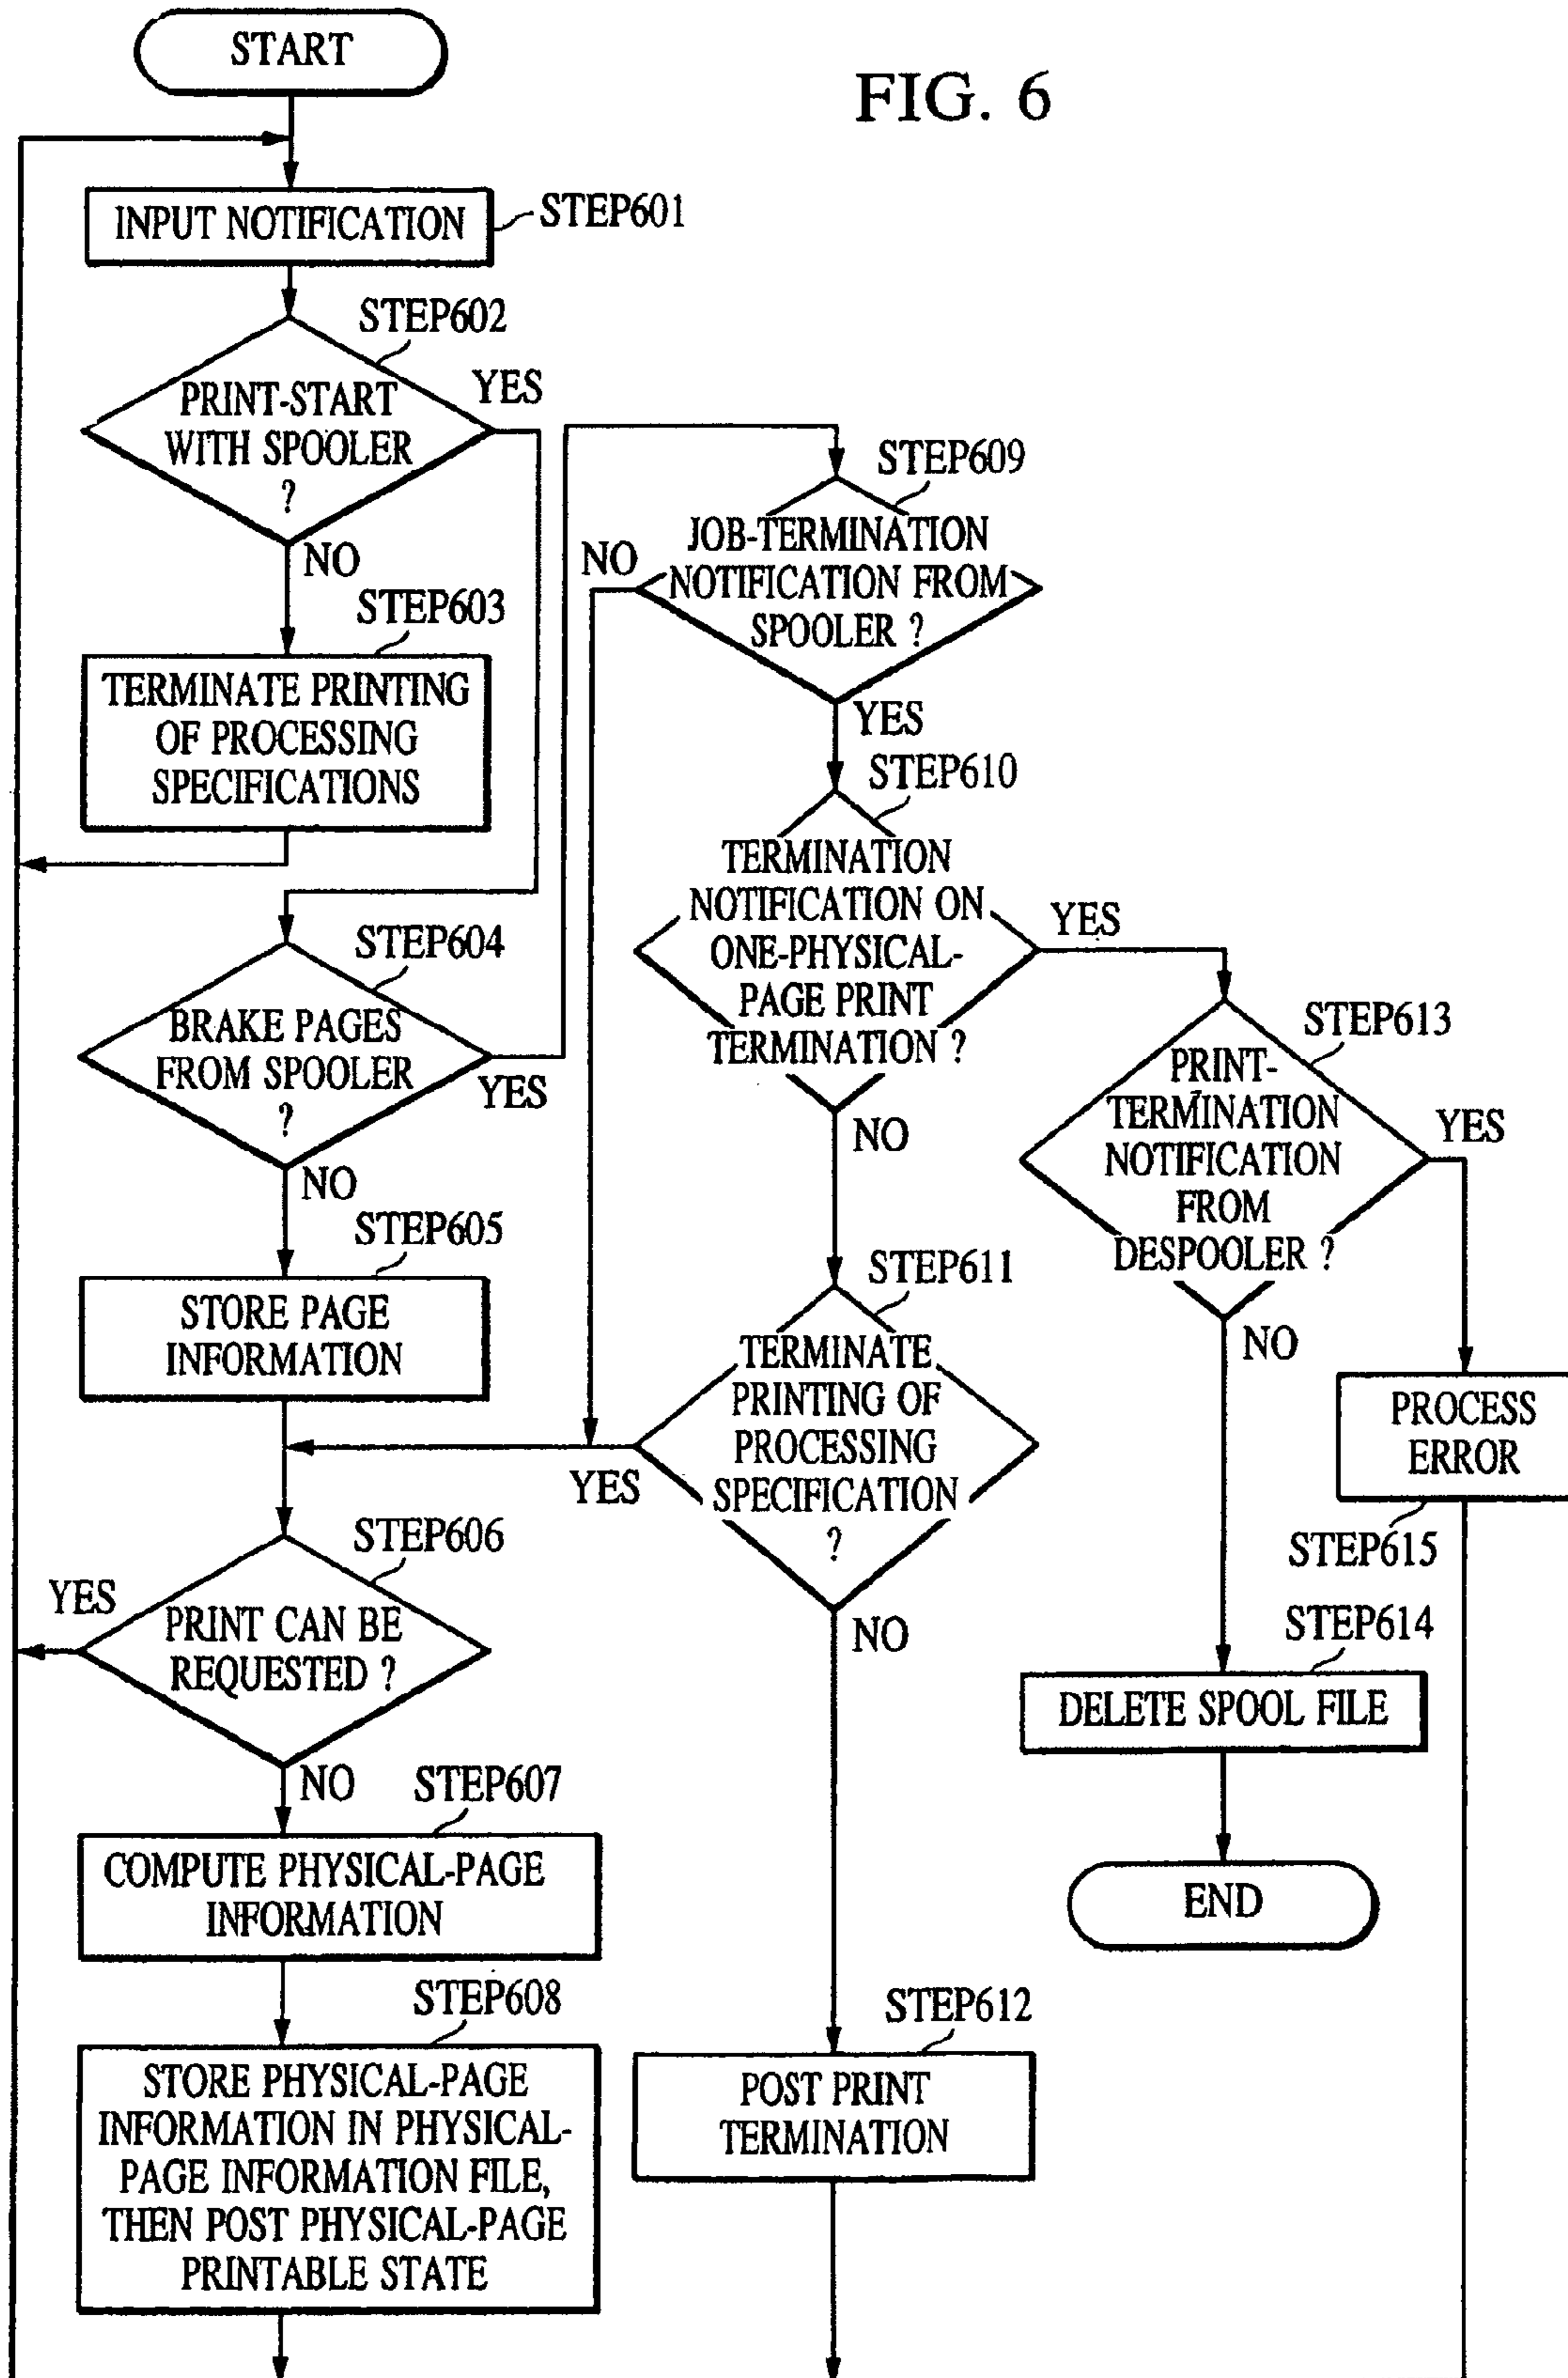 START
FIG. 6
INPUT NOTIFICATION
STEP601
STEP602
PRINT-START
WITH SPOOLER
?
YES
NO
STEP603
TERMINATE PRINTING
OF PROCESSING
SPECIFICATIONS
STEP604
BRAKE PAGES
FROM SPOOLER
?
YES
NO
STEP605
STORE PAGE
INFORMATION
STEP606
YES
PRINT CAN BE
REQUESTED ?
NO
STEP607
COMPUTE PHYSICAL-PAGE
INFORMATION
STEP608
STORE PHYSICAL-PAGE
INFORMATION IN PHYSICAL-
PAGE INFORMATION FILE,
THEN POST PHYSICAL-PAGE
PRINTABLE STATE
STEP609
JOB-TERMINATION
NOTIFICATION FROM
SPOOLER ?
NO
YES
STEP610
TERMINATION
NOTIFICATION ON
ONE-PHYSICAL-
PAGE PRINT
TERMINATION ?
YES
NO
STEP611
TERMINATE
PRINTING OF
PROCESSING
SPECIFICATION
?
YES
NO
STEP612
POST PRINT
TERMINATION
STEP613
PRINT-
TERMINATION
NOTIFICATION
FROM
DESPOOLER ?
YES
NO
PROCESS
ERROR
STEP615
STEP614
DELETE SPOOL FILE
END